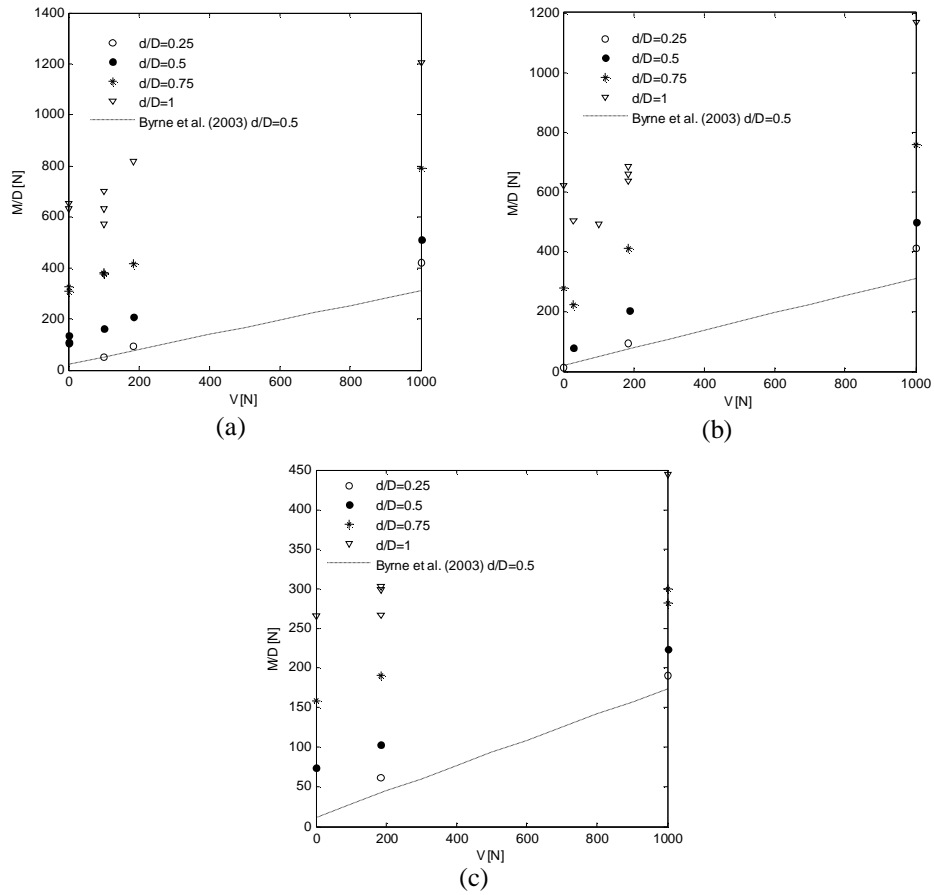 1400
1200
1000
800
600
400
200
0
M/D [N]
d/D=0.25
d/D=0.5
d/D=0.75
d/D=1
Byrne et al. (2003) d/D=0.5
0 200 400 600 800 1000
V [N]
(a)
1200
1000
800
600
400
200
0
M/D [N]
d/D=0.25
d/D=0.5
d/D=0.75
d/D=1
Byrne et al. (2003) d/D=0.5
0 200 400 600 800 1000
V [N]
(b)
450
400
350
300
250
200
150
100
50
0
M/D [N]
d/D=0.25
d/D=0.5
d/D=0.75
d/D=1
Byrne et al. (2003) d/D=0.5
0 200 400 600 800 1000
V [N]
(c)